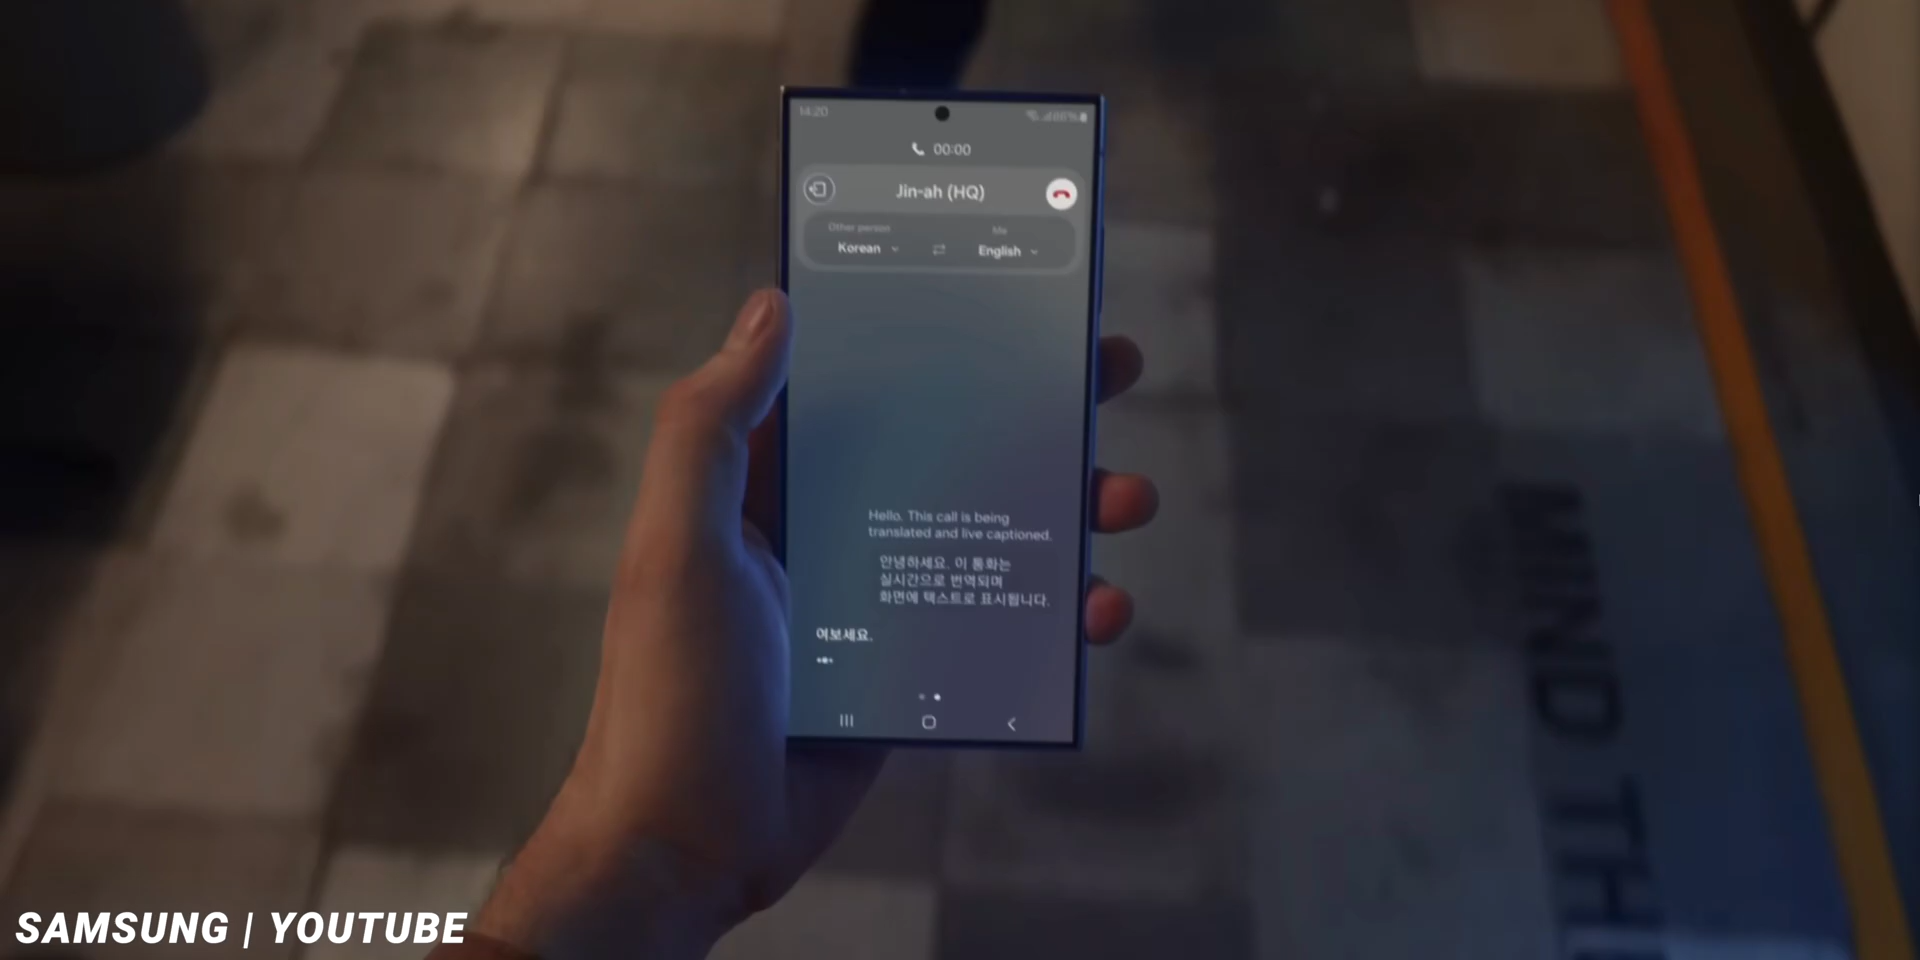 14:20
86%
00:00
Jin-ah (HQ)
Other person
Me
Korean
English
Hello. This call is being
translated and live captioned.
안녕하세요. 이 통화는
실시간으로 번역되며
화면에 텍스트로 표시됩니다.
여보세요.
MIND TH
SAMSUNG | YOUTUBE